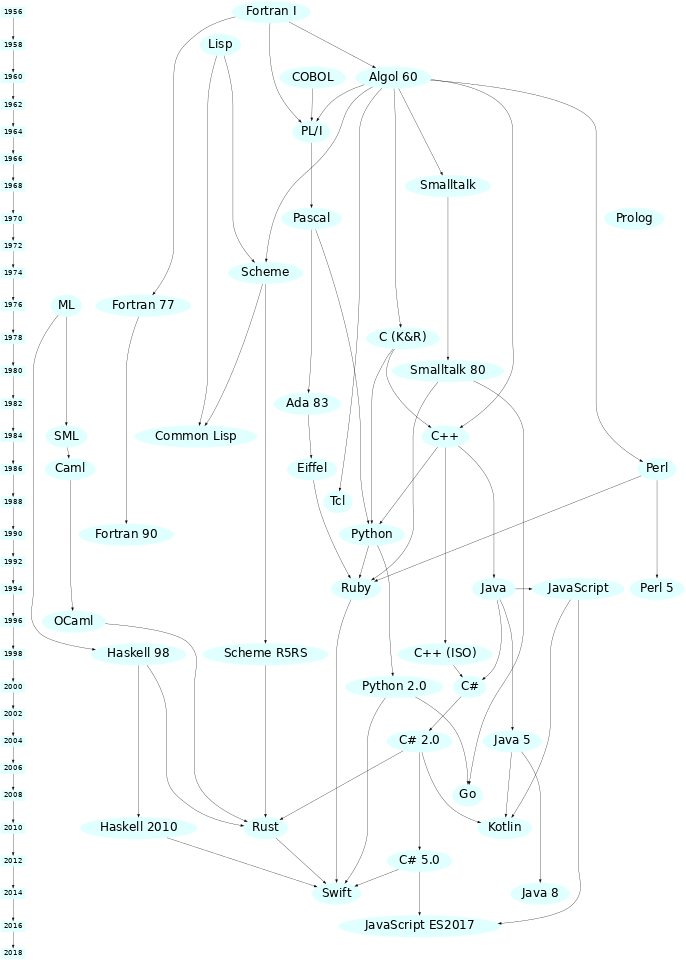 1956
Fortran I
1958
Lisp
1960
COBOL
Algol 60
1962
1964
PL/I
1966
1968
Smalltalk
1970
Pascal
Prolog
1972
1974
Scheme
1976
ML
Fortran 77
1978
C (K&R)
1980
Smalltalk 80
1982
Ada 83
1984
SML
Common Lisp
C++
1986
Caml
Eiffel
Perl
1988
Tcl
1990
Fortran 90
Python
1992
1994
Ruby
Java
JavaScript
Perl 5
1996
OCaml
1998
Haskell 98
Scheme R5RS
C++ (ISO)
2000
Python 2.0
C#
2002
2004
C# 2.0
Java 5
2006
2008
Go
2010
Haskell 2010
Rust
Kotlin
2012
C# 5.0
2014
Swift
Java 8
2016
JavaScript ES2017
2018